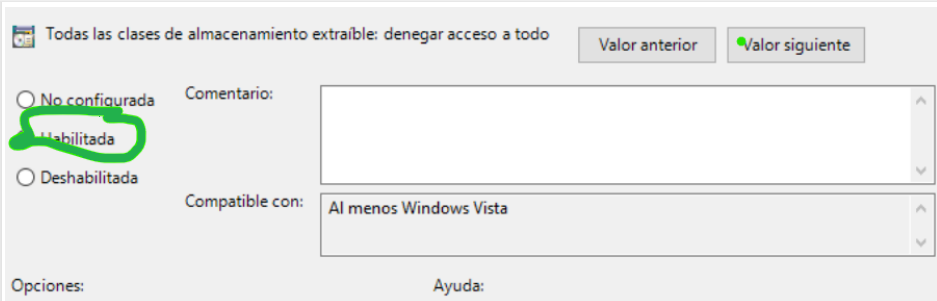 Todas las clases de almacenamiento extraíble: denegar acceso a todo
Valor anterior
Valor siguiente
No configurada
Comentario:
Habilitada
Deshabilitada
Compatible con:
Al menos Windows Vista
Opciones:
Ayuda: